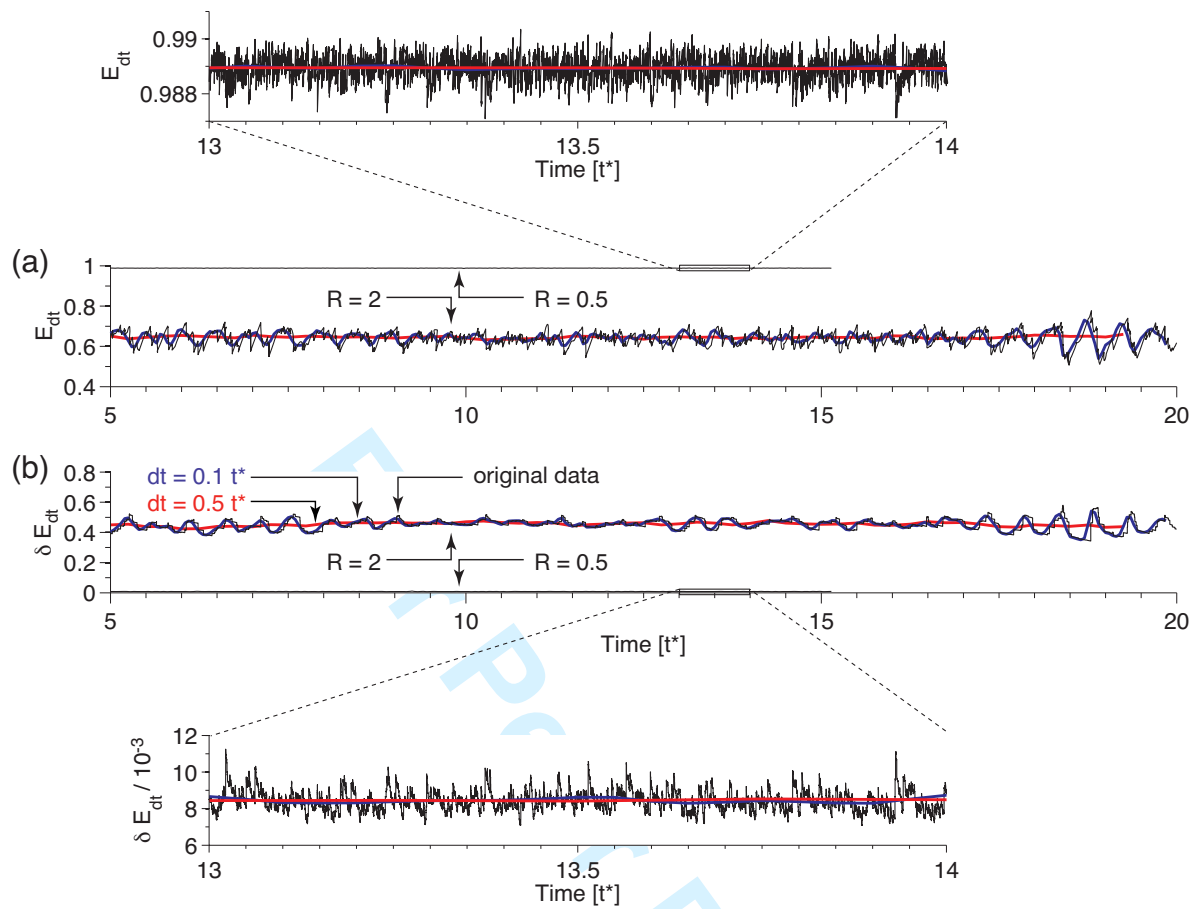 0.99
0.988
E_dt
13 13.5 14
Time [t*]
(a)
1
0.8
0.6
0.4
E_dt
R = 2 R = 0.5
5 10 15 20
(b)
0.8
0.6
0.4
0.2
0
δ E_dt
dt = 0.1 t*
dt = 0.5 t*
original data
R = 2 R = 0.5
5 10 15 20
Time [t*]
12
10
8
6
δ E_dt / 10^-3
13 13.5 14
Time [t*]